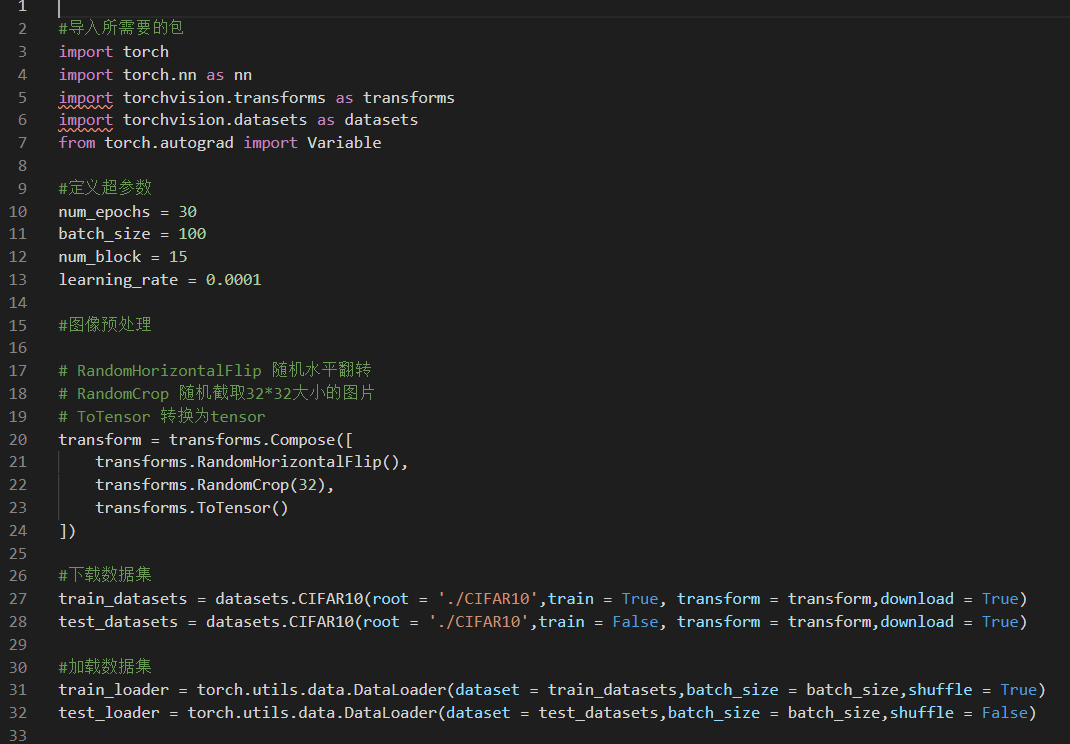 1
2 #导入所需要的包
3 import torch
4 import torch.nn as nn
5 import torchvision.transforms as transforms
6 import torchvision.datasets as datasets
7 from torch.autograd import Variable
8
9 #定义超参数
10 num_epochs = 30
11 batch_size = 100
12 num_block = 15
13 learning_rate = 0.0001
14
15 #图像预处理
16
17 # RandomHorizontalFlip 随机水平翻转
18 # RandomCrop 随机截取32*32大小的图片
19 # ToTensor 转换为tensor
20 transform = transforms.Compose([
21     transforms.RandomHorizontalFlip(),
22     transforms.RandomCrop(32),
23     transforms.ToTensor()
24 ])
25
26 #下载数据集
27 train_datasets = datasets.CIFAR10(root = './CIFAR10',train = True, transform = transform,download = True)
28 test_datasets = datasets.CIFAR10(root = './CIFAR10',train = False, transform = transform,download = True)
29
30 #加载数据集
31 train_loader = torch.utils.data.DataLoader(dataset = train_datasets,batch_size = batch_size,shuffle = True)
32 test_loader = torch.utils.data.DataLoader(dataset = test_datasets,batch_size = batch_size,shuffle = False)
33